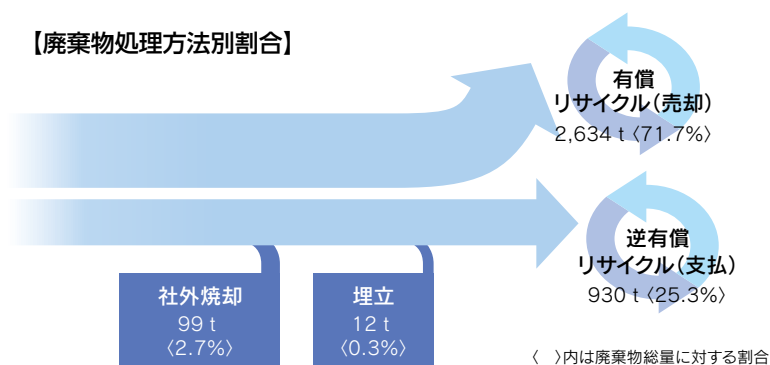 【廃棄物処理方法別割合】
有償
リサイクル（売却）
2,634 t〈71.7%〉
逆有償
リサイクル（支払）
930 t〈25.3%〉
社外焼却
99 t
〈2.7%〉
埋立
12 t
〈0.3%〉
〈　〉内は廃棄物総量に対する割合